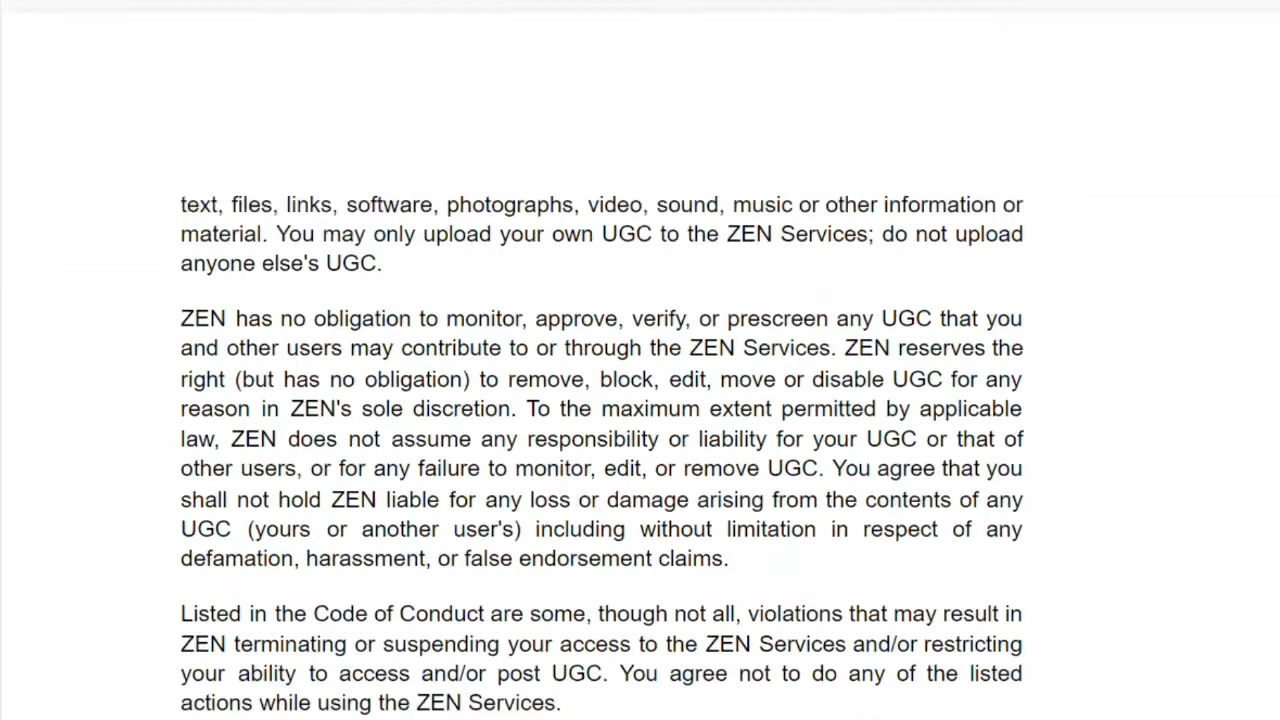 text, files, links, software, photographs, video, sound, music or other information or
material. You may only upload your own UGC to the ZEN Services; do not upload
anyone else's UGC.
ZEN has no obligation to monitor, approve, verify, or prescreen any UGC that you
and other users may contribute to or through the ZEN Services. ZEN reserves the
right (but has no obligation) to remove, block, edit, move or disable UGC for any
reason in ZEN's sole discretion. To the maximum extent permitted by applicable
law, ZEN does not assume any responsibility or liability for your UGC or that of
other users, or for any failure to monitor, edit, or remove UGC. You agree that you
shall not hold ZEN liable for any loss or damage arising from the contents of any
UGC (yours or another user's) including without limitation in respect of any
defamation, harassment, or false endorsement claims.
Listed in the Code of Conduct are some, though not all, violations that may result in
ZEN terminating or suspending your access to the ZEN Services and/or restricting
your ability to access and/or post UGC. You agree not to do any of the listed
actions while using the ZEN Services.